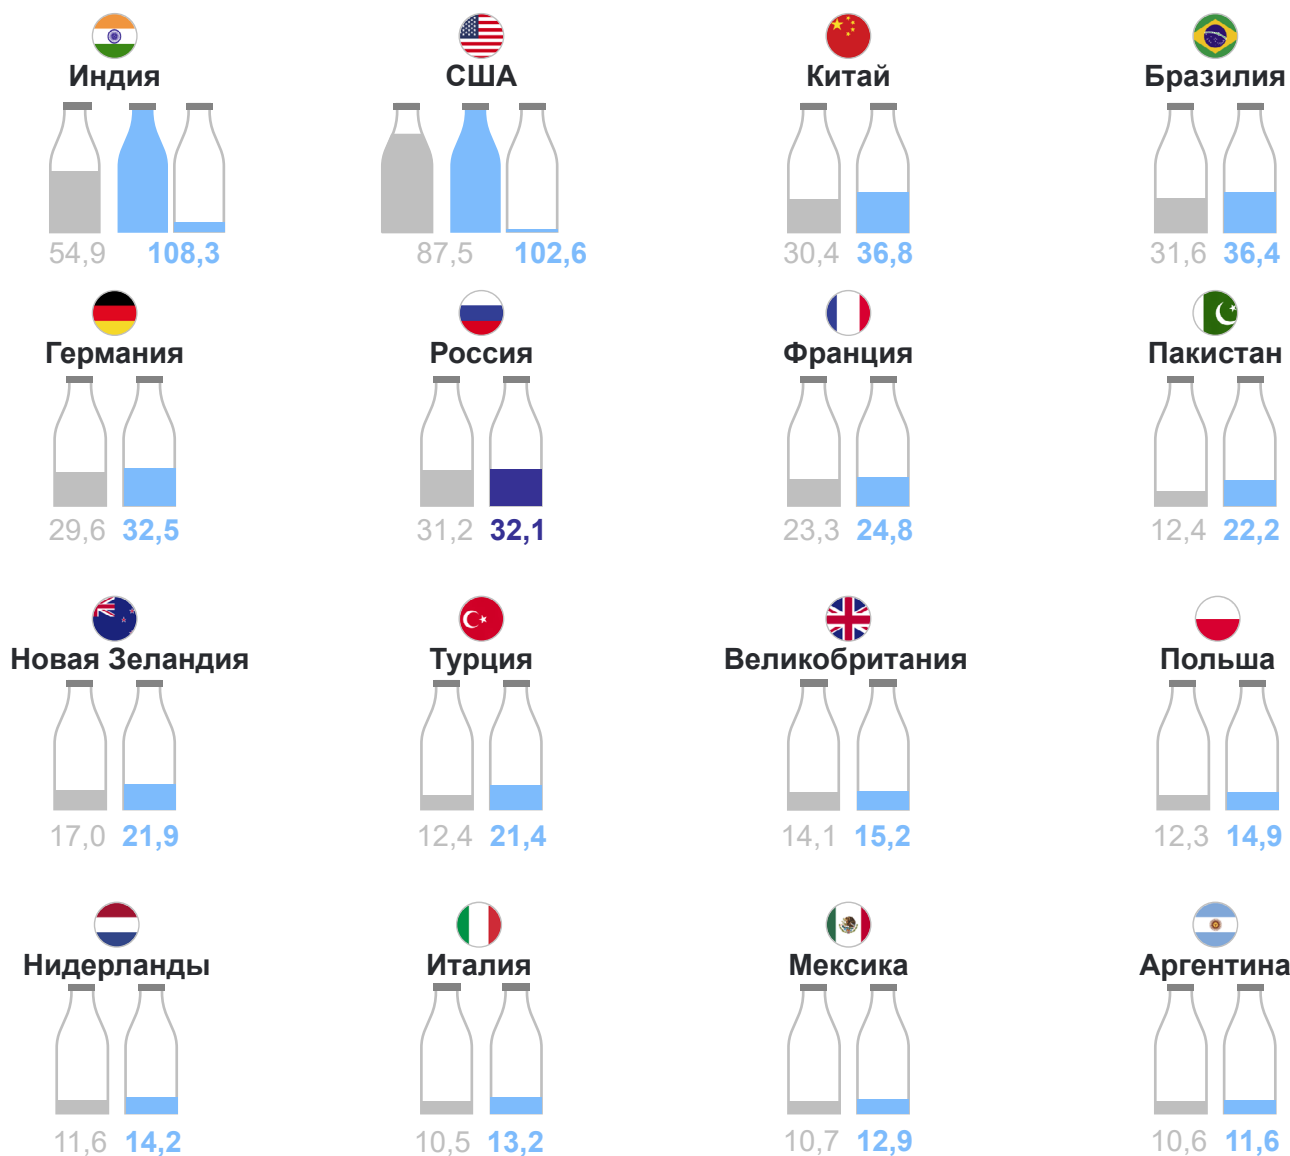 Индия США Китай Бразилия
54,9 108,3 87,5 102,6 30,4 36,8 31,6 36,4
Германия Россия Франция Пакистан
29,6 32,5 31,2 32,1 23,3 24,8 12,4 22,2
Новая Зеландия Турция Великобритания Польша
17,0 21,9 12,4 21,4 14,1 15,2 12,3 14,9
Нидерланды Италия Мексика Аргентина
11,6 14,2 10,5 13,2 10,7 12,9 10,6 11,6